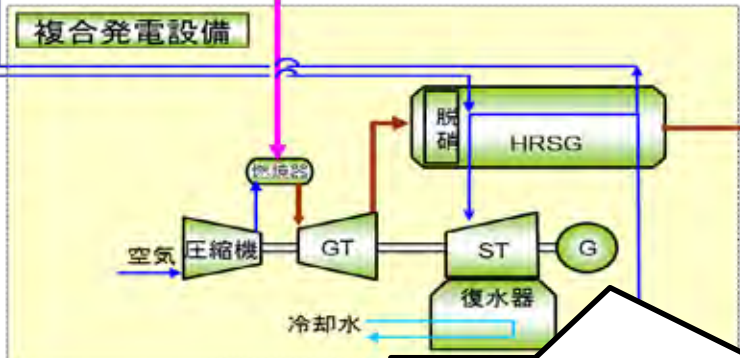 複合発電設備
脱硝
HRSG
燃焼器
空気
圧縮機
GT
ST
G
復水器
冷却水